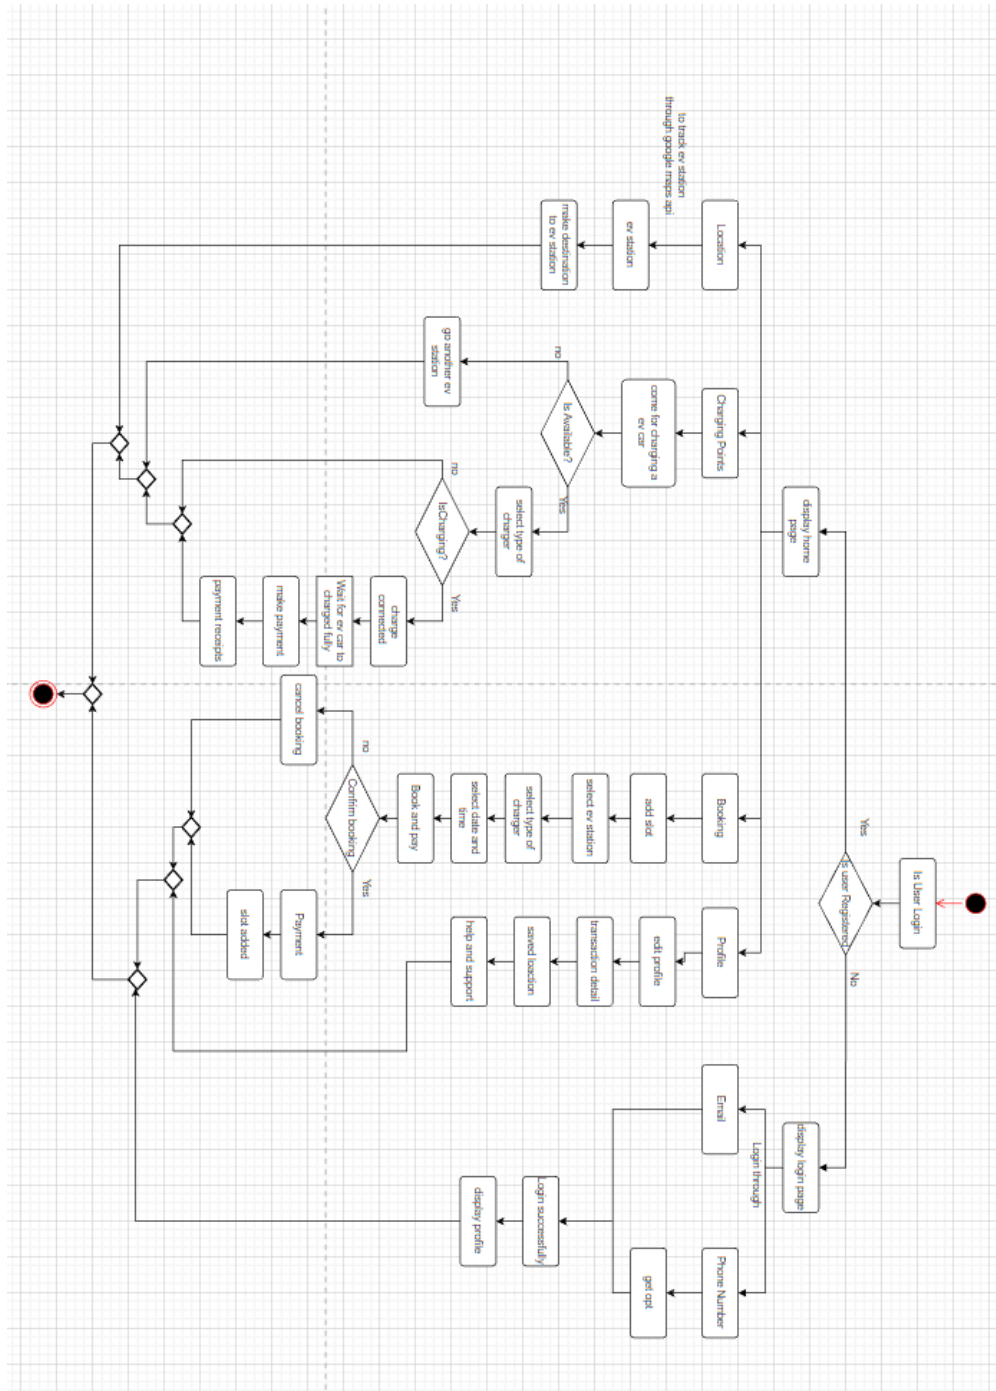 Is User Login
Is user Registered
Yes
No
display home
page
display login page
Login through
Location
Charging Points
Booking
Profile
Email
Phone Number
to track ev station
through google maps api
ev station
come for charging a
ev car
add slot
edit profile
get opt
make destination
to ev station
Is Available?
no
Yes
select ev station
transaction detail
Login successfully
select type of
charger
select type of
charger
saved loaction
go another ev
station
IsCharging?
no
Yes
select date and
time
help and support
display profile
charge
connected
Book and pay
Wait for ev car to
charged fully
Confrim booking
no
Yes
make payment
cancel booking
Payment
payment receipts
slot added